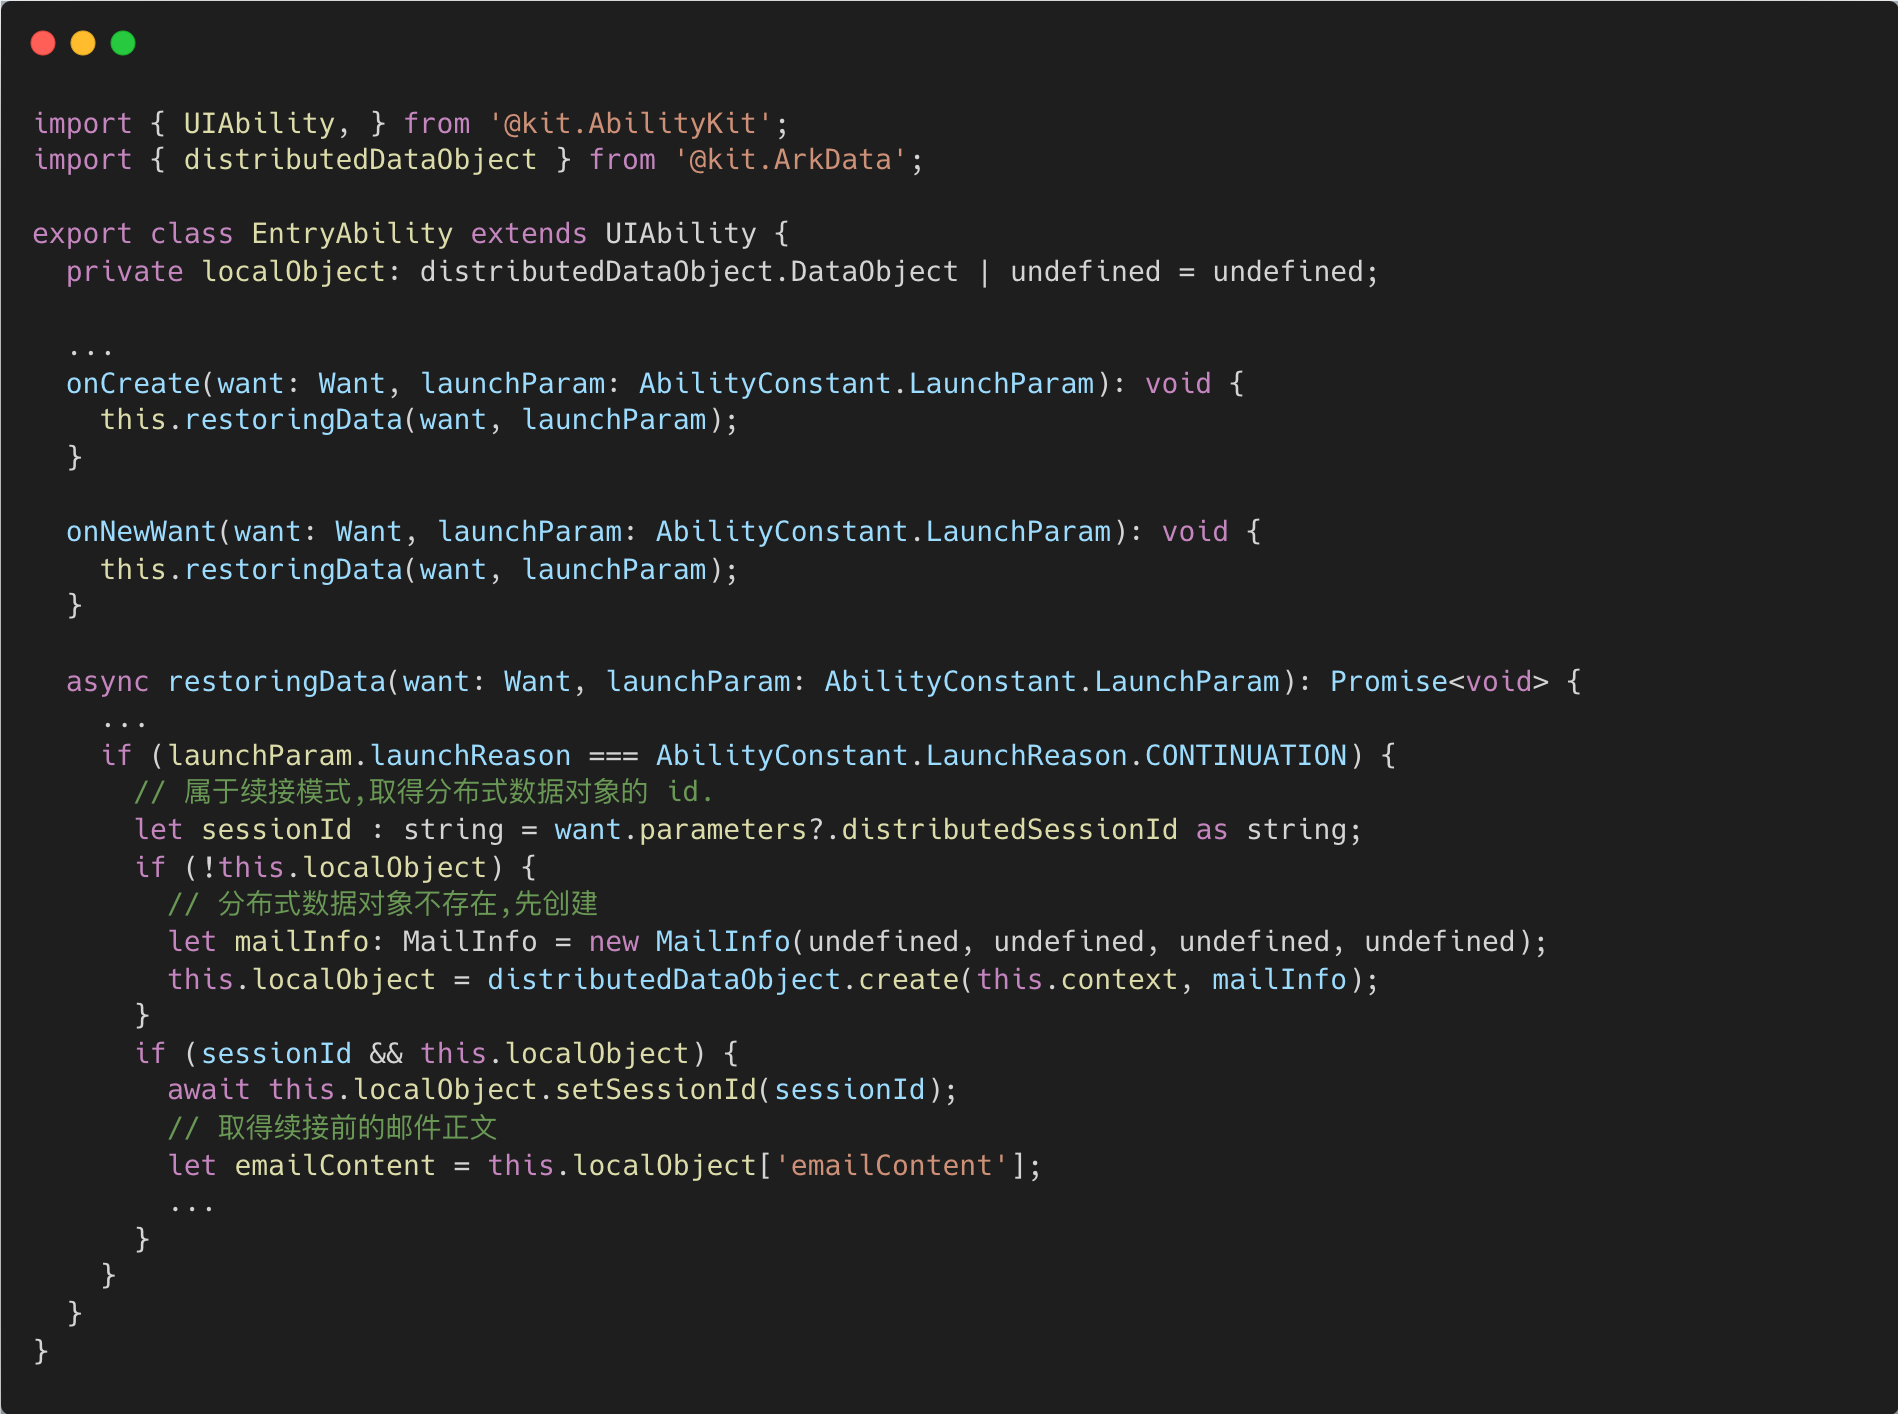 import { UIAbility, } from '@kit.AbilityKit';
import { distributedDataObject } from '@kit.ArkData';

export class EntryAbility extends UIAbility {
  private localObject: distributedDataObject.DataObject | undefined = undefined;

  ...
  onCreate(want: Want, launchParam: AbilityConstant.LaunchParam): void {
    this.restoringData(want, launchParam);
  }

  onNewWant(want: Want, launchParam: AbilityConstant.LaunchParam): void {
    this.restoringData(want, launchParam);
  }

  async restoringData(want: Want, launchParam: AbilityConstant.LaunchParam): Promise<void> {
    ...
    if (launchParam.launchReason === AbilityConstant.LaunchReason.CONTINUATION) {
      // 属于续接模式,取得分布式数据对象的 id.
      let sessionId : string = want.parameters?.distributedSessionId as string;
      if (!this.localObject) {
        // 分布式数据对象不存在,先创建
        let mailInfo: MailInfo = new MailInfo(undefined, undefined, undefined, undefined);
        this.localObject = distributedDataObject.create(this.context, mailInfo);
      }
      if (sessionId && this.localObject) {
        await this.localObject.setSessionId(sessionId);
        // 取得续接前的邮件正文
        let emailContent = this.localObject['emailContent'];
        ...
      }
    }
  }
}